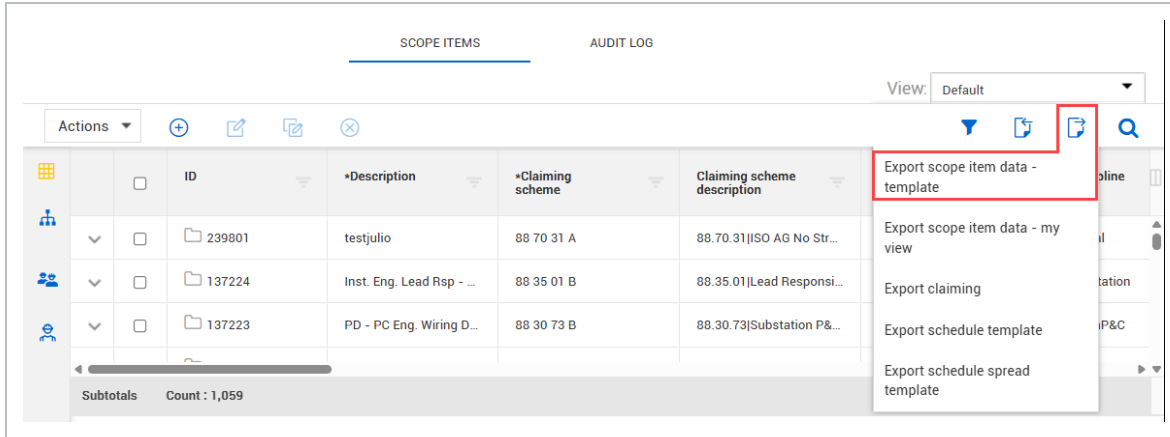 SCOPE ITEMS AUDIT LOG
View: Default
Actions
Export scope item data -
template
Export scope item data - my
view
Export claiming
Export schedule template
Export schedule spread
template
ID *Description *Claiming
scheme Claiming scheme
description pline
239801 testjulio 88 70 31 A 88.70.31|ISO AG No Str...
137224 Inst. Eng. Lead Rsp - ... 88 35 01 B 88.35.01|Lead Responsi... tation
137223 PD - PC Eng. Wiring D... 88 30 73 B 88.30.73|Substation P&... P&C
Subtotals Count : 1,059